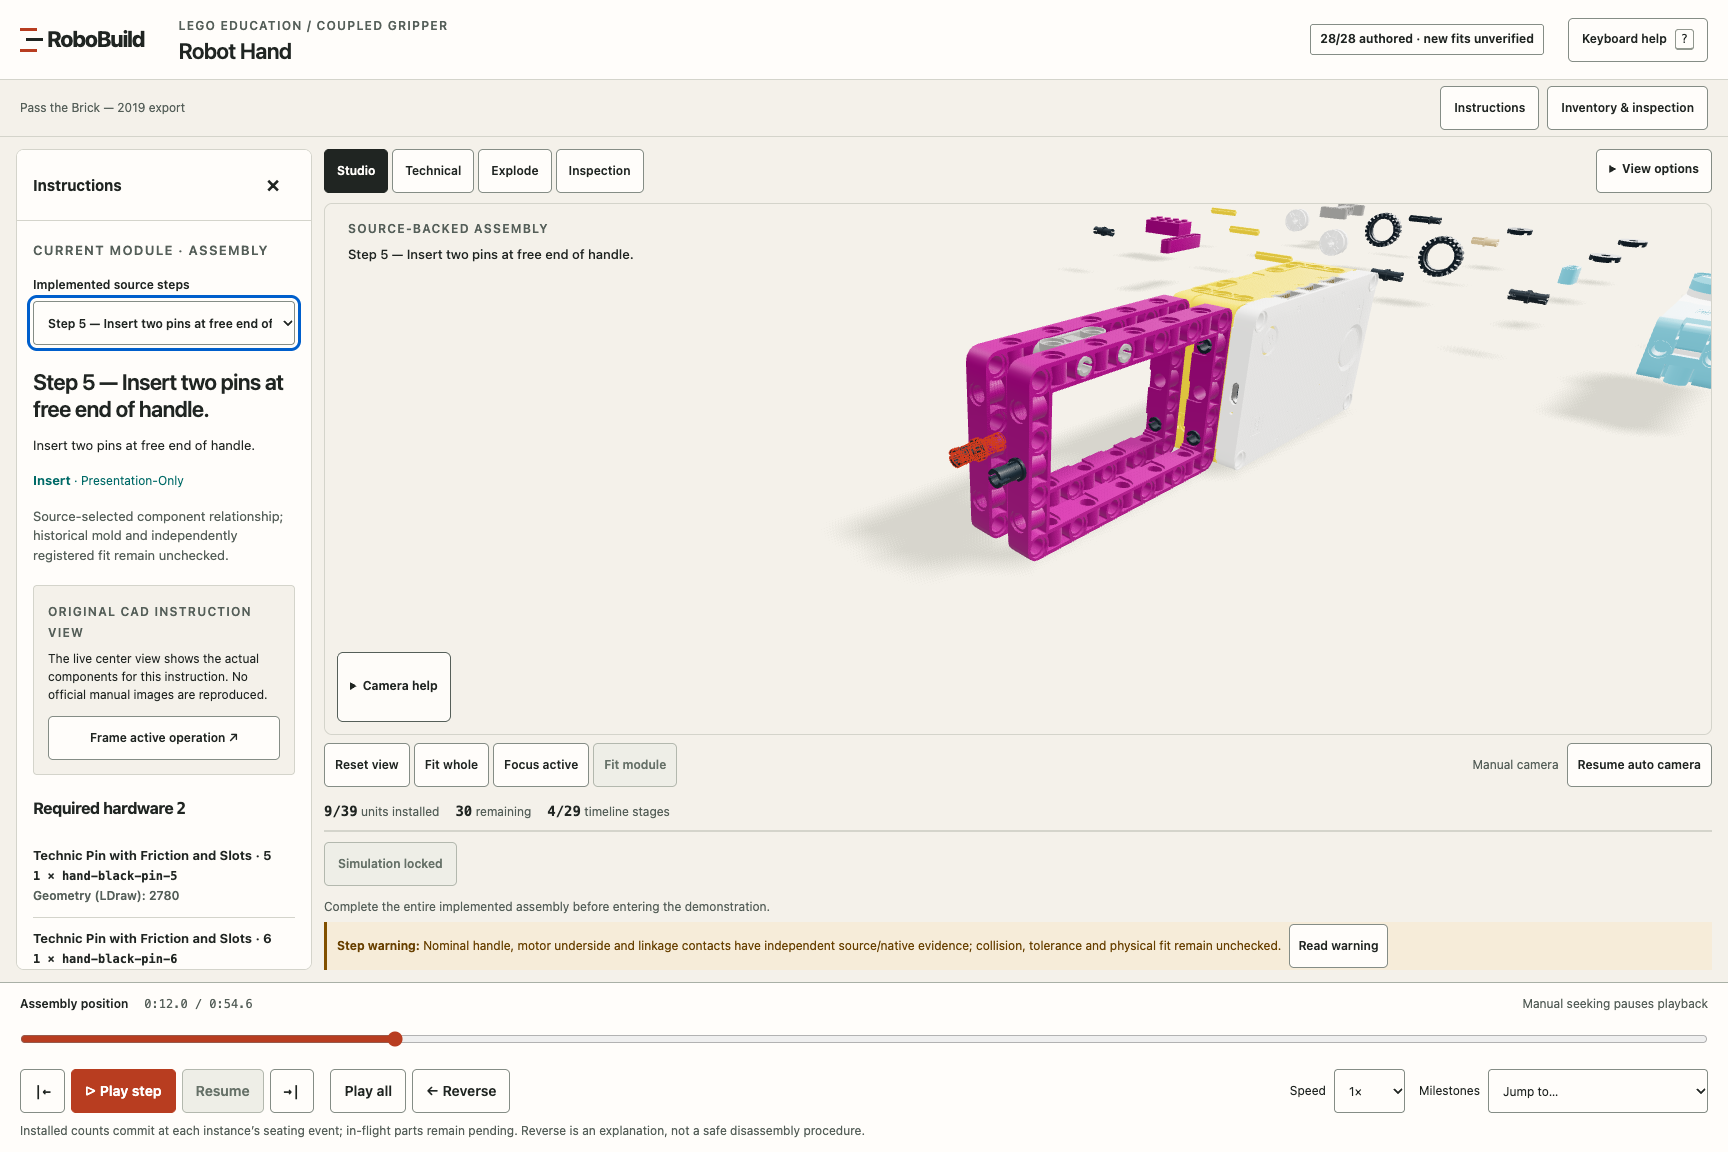 RoboBuild
LEGO EDUCATION / COUPLED GRIPPER
Robot Hand
28/28 authored · new fits unverified
Keyboard help ?
Pass the Brick — 2019 export
Instructions
Inventory & inspection
Instructions
CURRENT MODULE · ASSEMBLY
Implemented source steps
Step 5 — Insert two pins at free end of
Step 5 — Insert two pins at
free end of handle.
Insert two pins at free end of handle.
Insert · Presentation-Only
Source-selected component relationship;
historical mold and independently
registered fit remain unchecked.
ORIGINAL CAD INSTRUCTION
VIEW
The live center view shows the actual
components for this instruction. No
official manual images are reproduced.
Frame active operation ↗
Required hardware 2
Technic Pin with Friction and Slots · 5
1 × hand-black-pin-5
Geometry (LDraw): 2780
Technic Pin with Friction and Slots · 6
1 × hand-black-pin-6
Studio
Technical
Explode
Inspection
▶ View options
SOURCE-BACKED ASSEMBLY
Step 5 — Insert two pins at free end of handle.
▶ Camera help
Reset view
Fit whole
Focus active
Fit module
Manual camera
Resume auto camera
9/39 units installed 30 remaining 4/29 timeline stages
Simulation locked
Complete the entire implemented assembly before entering the demonstration.
Step warning: Nominal handle, motor underside and linkage contacts have independent source/native evidence; collision, tolerance and physical fit remain unchecked.
Read warning
Assembly position 0:12.0 / 0:54.6
Manual seeking pauses playback
|←
▷ Play step
Resume
→|
Play all
← Reverse
Speed
1×
Milestones
Jump to...
Installed counts commit at each instance's seating event; in-flight parts remain pending. Reverse is an explanation, not a safe disassembly procedure.